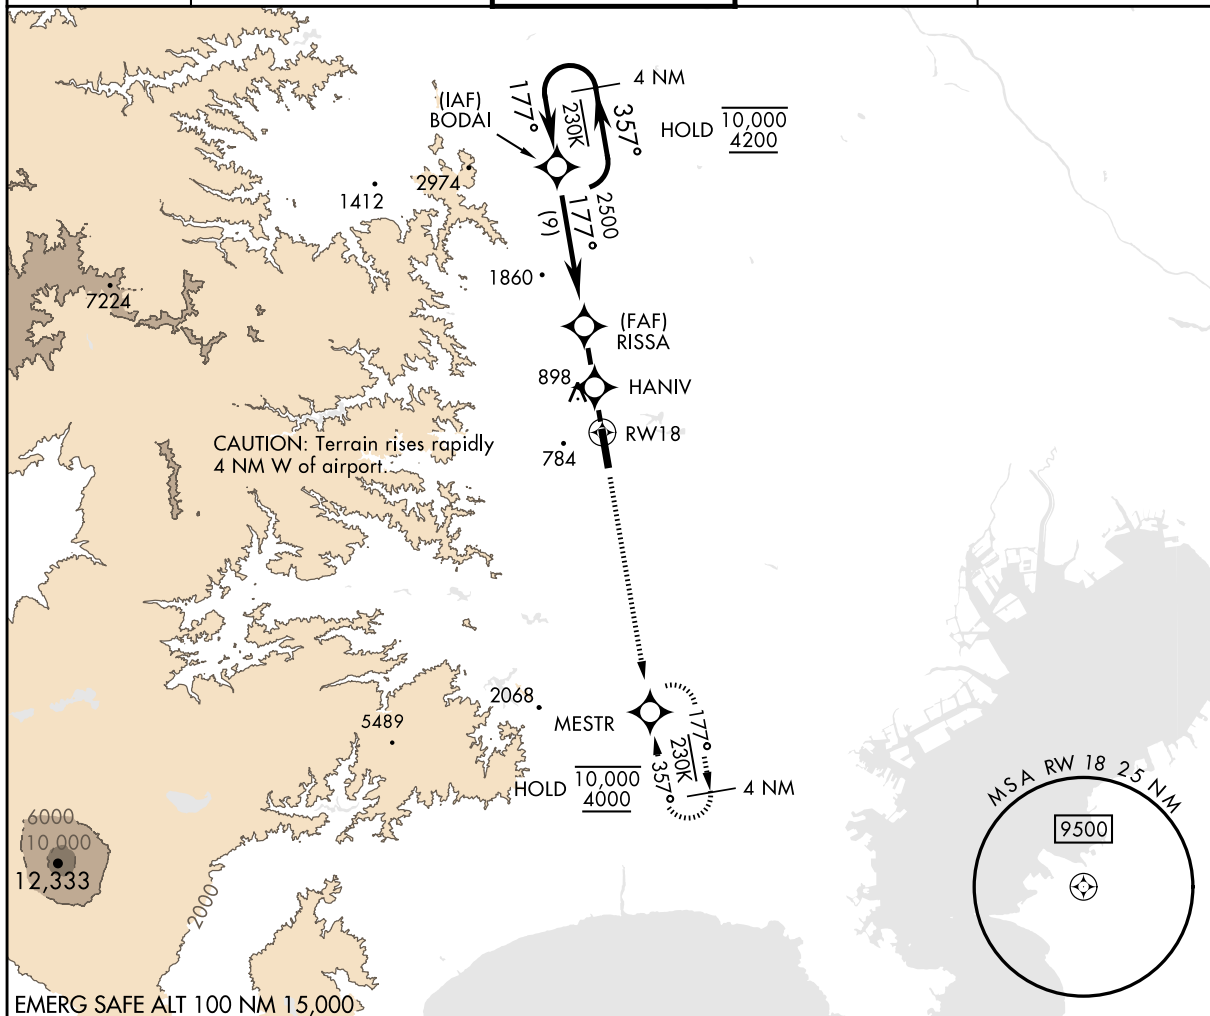 4 NM
(IAF)
BODAI
177°
230K
357°
HOLD 10,000
4200
2974
1412
2500
177°
(9)
1860
7224
(FAF)
RISSA
898
HANIV
RW18
CAUTION: Terrain rises rapidly
4 NM W of airport.
784
2068
MESTR
5489
177°
230K
357°
HOLD 10,000
4000
4 NM
MSA RW 18 25 NM
9500
6000
10,000
12,333
2000
EMERG SAFE ALT 100 NM 15,000